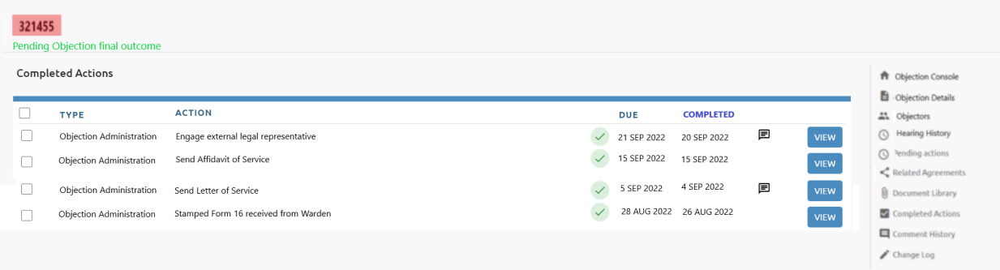 321455
Pending Objection final outcome
Completed Actions
TYPE ACTION DUE COMPLETED
Objection Administration Engage external legal representative 21 SEP 2022 20 SEP 2022 VIEW
Objection Administration Send Affidavit of Service 15 SEP 2022 15 SEP 2022 VIEW
Objection Administration Send Letter of Service 5 SEP 2022 4 SEP 2022 VIEW
Objection Administration Stamped Form 16 received from Warden 28 AUG 2022 26 AUG 2022 VIEW
Objection Console
Objection Details
Objectors
Hearing History
Pending actions
Related Agreements
Document Library
Completed Actions
Comment History
Change Log